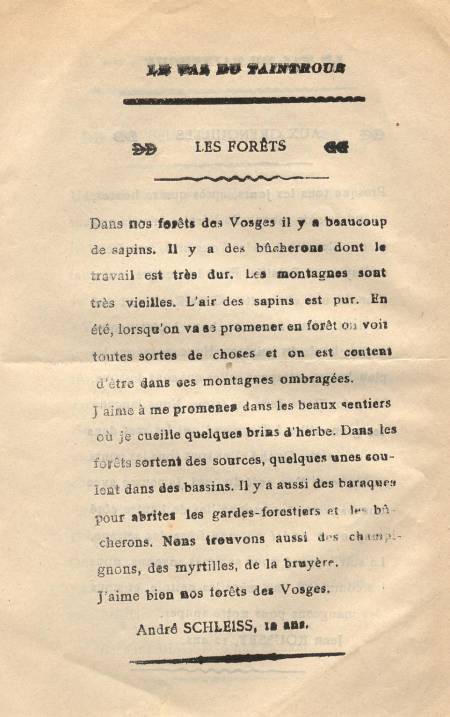 LE VAL DU TAINTROUE
LES FORÊTS
Dans nos forêts des Vosges il y a beaucoup
de sapins. Il y a des bûcherons dont le
travail est très dur. Les montagnes sont
très vieilles. L'air des sapins est pur. En
été, lorsqu'on va se promener en forêt on voit
toutes sortes de choses et on est content
d'être dans ces montagnes ombragées.
J'aime à me promener dans les beaux sentiers
où je cueille quelques brins d'herbe. Dans les
forêts sortent des sources, quelques unes cou-
lent dans des bassins. Il y a aussi des baraques
pour abriter les gardes-forestiers et les bû-
cherons. Nous trouvons aussi des champi-
gnons, des myrtilles, de la bruyère.
J'aime bien nos forêts des Vosges.
André SCHLEISS, 12 ans.